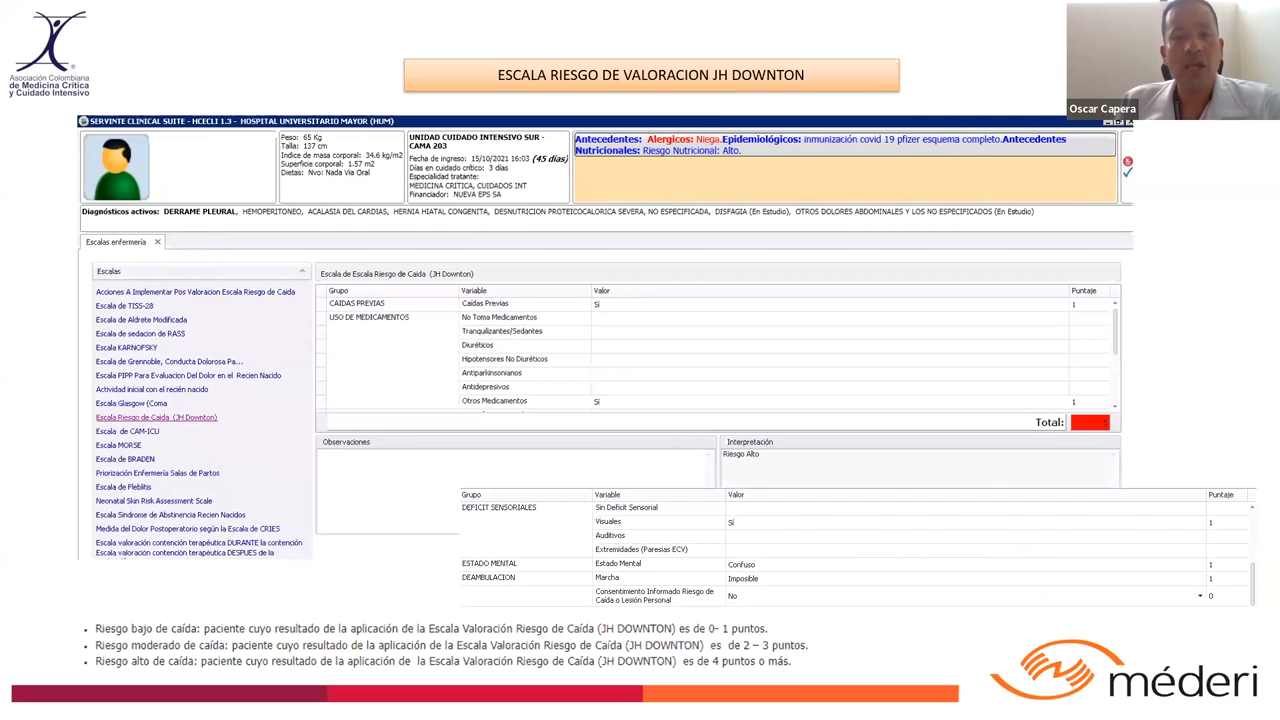 Asociación Colombiana
de Medicina Crítica
y Cuidado Intensivo
ESCALA RIESGO DE VALORACION JH DOWNTON
Oscar Capera
SERVINTE CLINICAL SUITE - HCECLI 1.3 - HOSPITAL UNIVERSITARIO MAYOR (HUM)
Peso: 65 Kg
Talla: 137 cm
Indice de masa corporal: 34.6 kg/m2
Superficie corporal: 1.57 m2
Dietas: Nvo: Nada Via Oral
UNIDAD CUIDADO INTENSIVO SUR -
CAMA 203
Fecha de ingreso: 15/10/2021 16:03 (45 días)
Días en cuidado crítico: 3 días
Especialidad tratante:
MEDICINA CRITICA, CUIDADOS INT
Financiador: NUEVA EPS SA
Antecedentes: Alergicos: Niega.Epidemiológicos: inmunización covid 19 pfizer esquema completo.Antecedentes
Nutricionales: Riesgo Nutricional: Alto.
Diagnósticos activos: DERRAME PLEURAL, HEMOPERITONEO, ACALASIA DEL CARDIAS, HERNIA HIATAL CONGENITA, DESNUTRICION PROTEICOCALORICA SEVERA, NO ESPECIFICADA, DISFAGIA (En Estudio), OTROS DOLORES ABDOMINALES Y LOS NO ESPECIFICADOS (En Estudio)
Escalas enfermería
Escalas
Acciones A Implementar Pos Valoracion Escala Riesgo de Caida
Escala de TISS-28
Escala de Aldrete Modificada
Escala de sedacion de RASS
Escala KARNOFSKY
Escala de Grennoble, Conducta Dolorosa Pa...
Escala PIPP Para Evaluacion Del Dolor en el Recien Nacido
Actividad inicial con el recién nacido
Escala Glasgow (Coma
Escala Riesgo de Caida (JH Downton)
Escala de CAM-ICU
Escala MORSE
Escala de BRADEN
Priorización Enfermería Salas de Partos
Escala de Flebitis
Neonatal Skin Risk Assessment Scale
Escala Sindrome de Abstinencia Recien Nacidos
Medida del Dolor Postoperatorio según la Escala de CRIES
Escala valoración contención terapéutica DURANTE la contención
Escala valoración contención terapéutica DESPUES de la
Escala de Escala Riesgo de Caida (JH Downton)
Grupo Variable Valor Puntaje
CAIDAS PREVIAS Caídas Previas Sí 1
USO DE MEDICAMENTOS No Toma Medicamentos
Tranquilizantes/Sedantes
Diuréticos
Hipotensores No Diuréticos
Antiparkinsonianos
Antidepresivos
Otros Medicamentos Sí 1
Total:
Observaciones
Interpretación
Riesgo Alto
Grupo Variable Valor Puntaje
DEFICIT SENSORIALES Sin Deficit Sensorial
Visuales Sí 1
Auditivos
Extremidades (Paresias ECV)
ESTADO MENTAL Estado Mental Confuso 1
DEAMBULACION Marcha Imposible 1
Consentimiento Informado Riesgo de
Caída o Lesión Personal No 0
• Riesgo bajo de caída: paciente cuyo resultado de la aplicación de la Escala Valoración Riesgo de Caída (JH DOWNTON) es de 0- 1 puntos.
• Riesgo moderado de caída: paciente cuyo resultado de la aplicación de la Escala Valoración Riesgo de Caída (JH DOWNTON) es de 2 – 3 puntos.
• Riesgo alto de caída: paciente cuyo resultado de la aplicación de la Escala Valoración Riesgo de Caída (JH DOWNTON) es de 4 puntos o más.
méderi